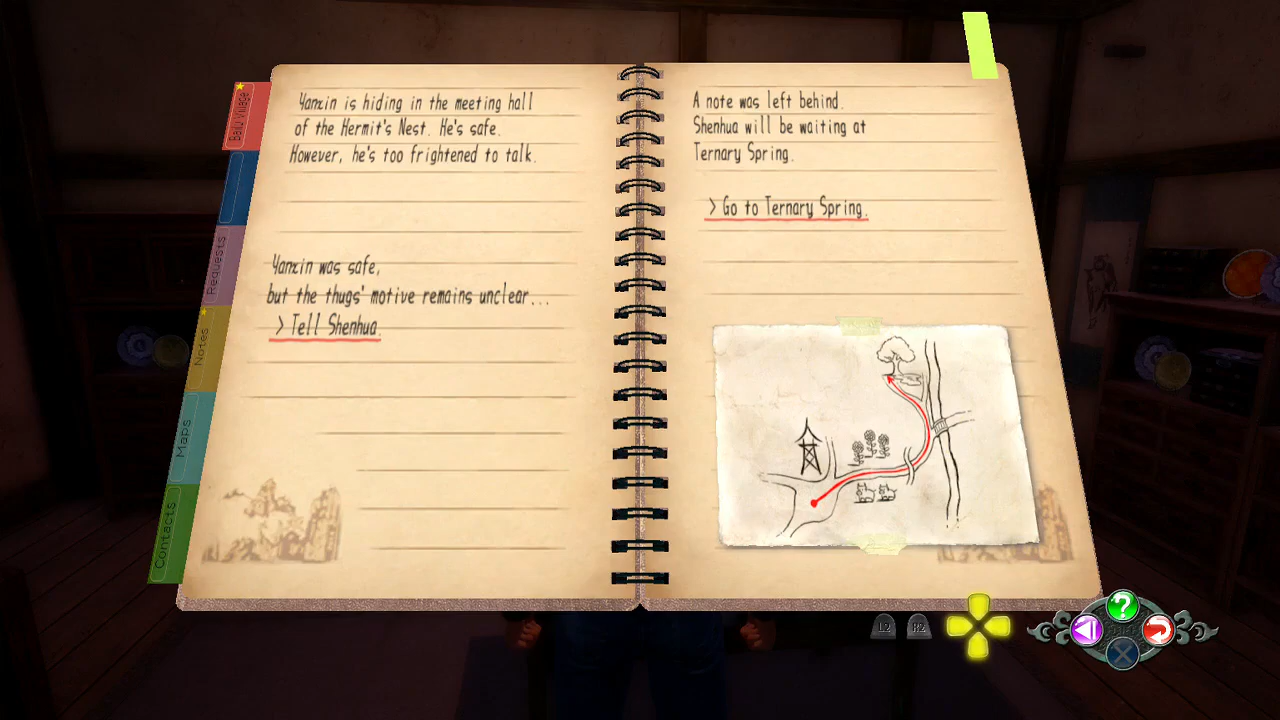 Yanxin is hiding in the meeting hall
of the Hermit's Nest. He's safe.
However, he's too frightened to talk.
Yanxin was safe,
but the thugs' motive remains unclear...
> Tell Shenhua.
A note was left behind.
Shenhua will be waiting at
Ternary Spring.
> Go to Ternary Spring.
Bailu Village
Requests
Notes
Maps
Contacts
L2
R2
?